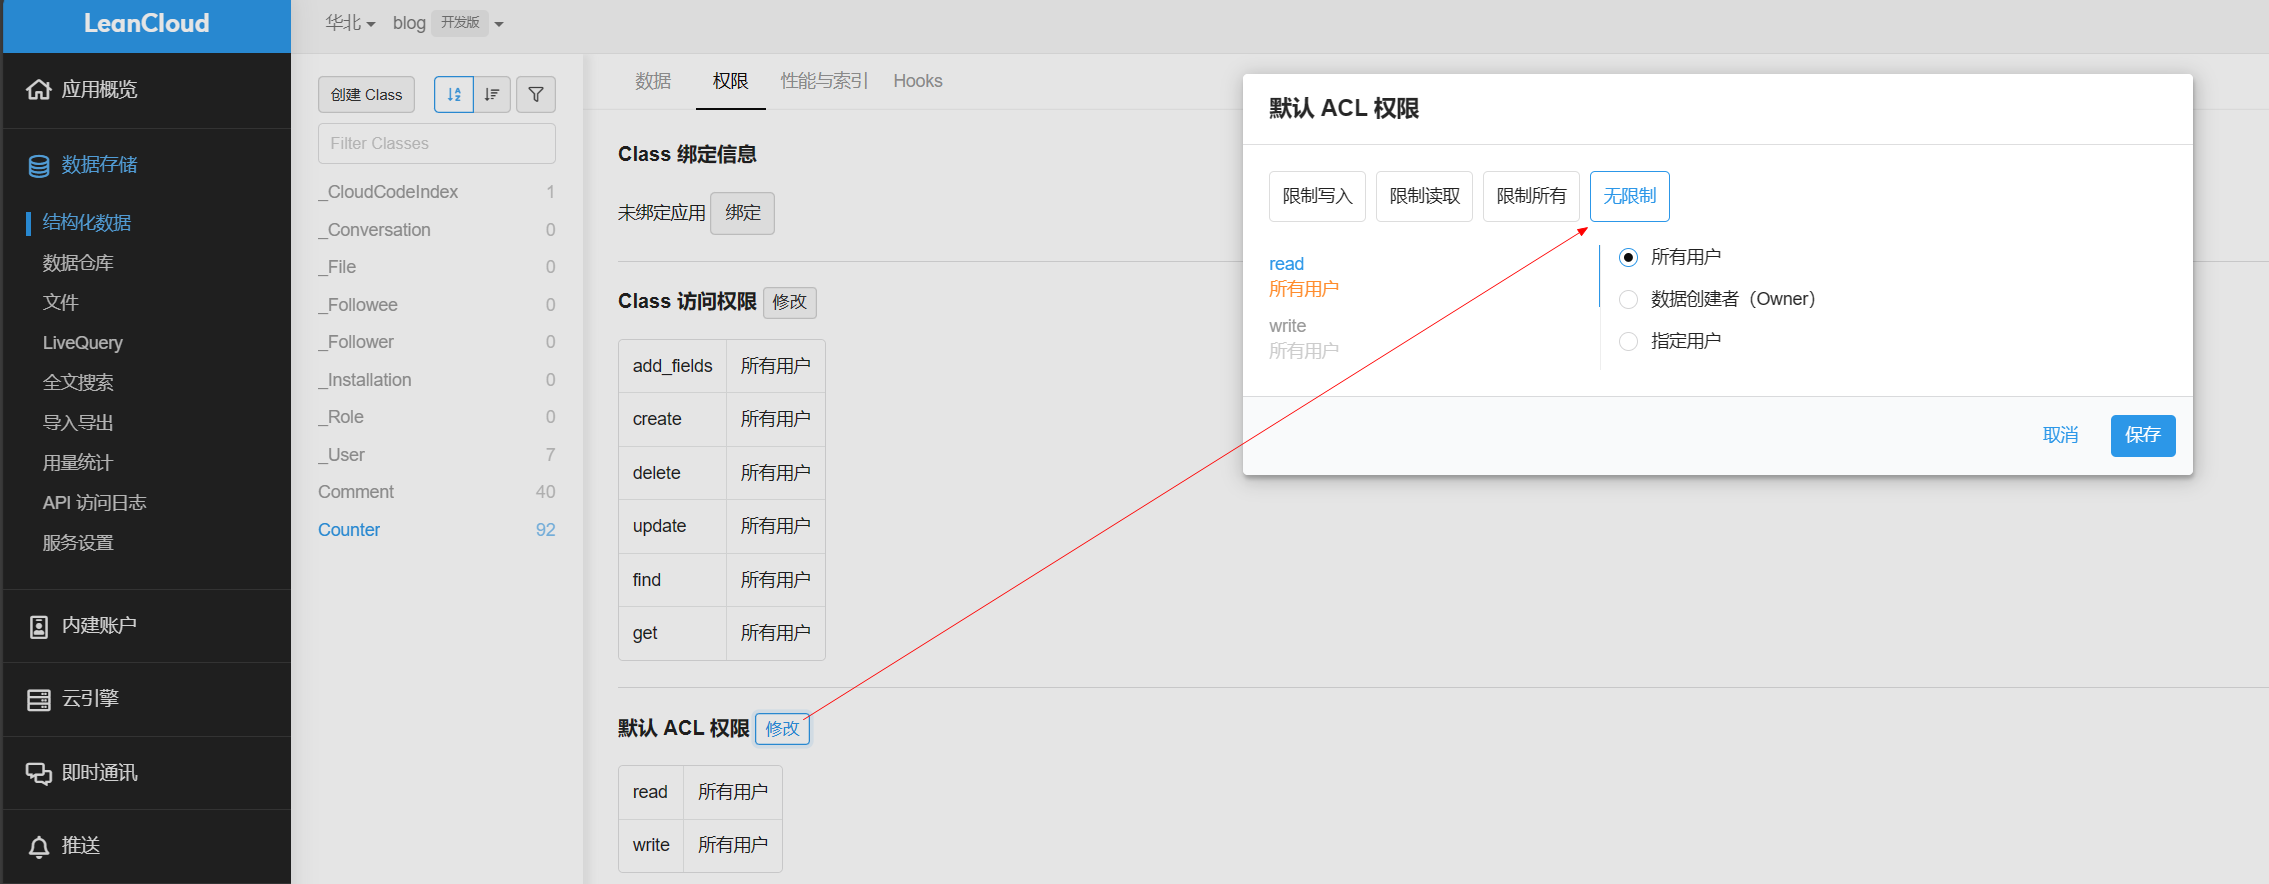 LeanCloud
华北
blog 开发版
应用概览
数据存储
结构化数据
数据仓库
文件
LiveQuery
全文搜索
导入导出
用量统计
API 访问日志
服务设置
内建账户
云引擎
即时通讯
推送
创建 Class
Filter Classes
_CloudCodeIndex 1
_Conversation 0
_File 0
_Followee 0
_Follower 0
_Installation 0
_Role 0
_User 7
Comment 40
Counter 92
数据 权限 性能与索引 Hooks
Class 绑定信息
未绑定应用 绑定
Class 访问权限 修改
add_fields 所有用户
create 所有用户
delete 所有用户
update 所有用户
find 所有用户
get 所有用户
默认 ACL 权限 修改
read 所有用户
write 所有用户
默认 ACL 权限
限制写入 限制读取 限制所有 无限制
read
所有用户
write
所有用户
所有用户
数据创建者（Owner）
指定用户
取消 保存